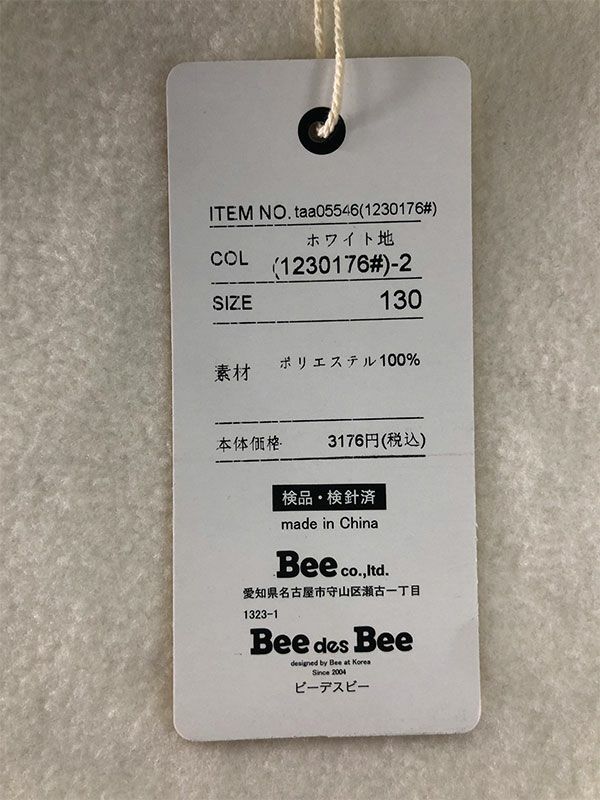 ITEM NO. taa05546(1230176#)
ホワイト地
COL (1230176#)-2
SIZE 130
素材 ポリエステル100%
本体価格 3176円(税込)
検品・検針済
made in China
Bee co.,ltd.
愛知県名古屋市守山区瀬古一丁目
1323-1
Bee des Bee
designed by Bee at Korea
Since 2004
ビーデスビー